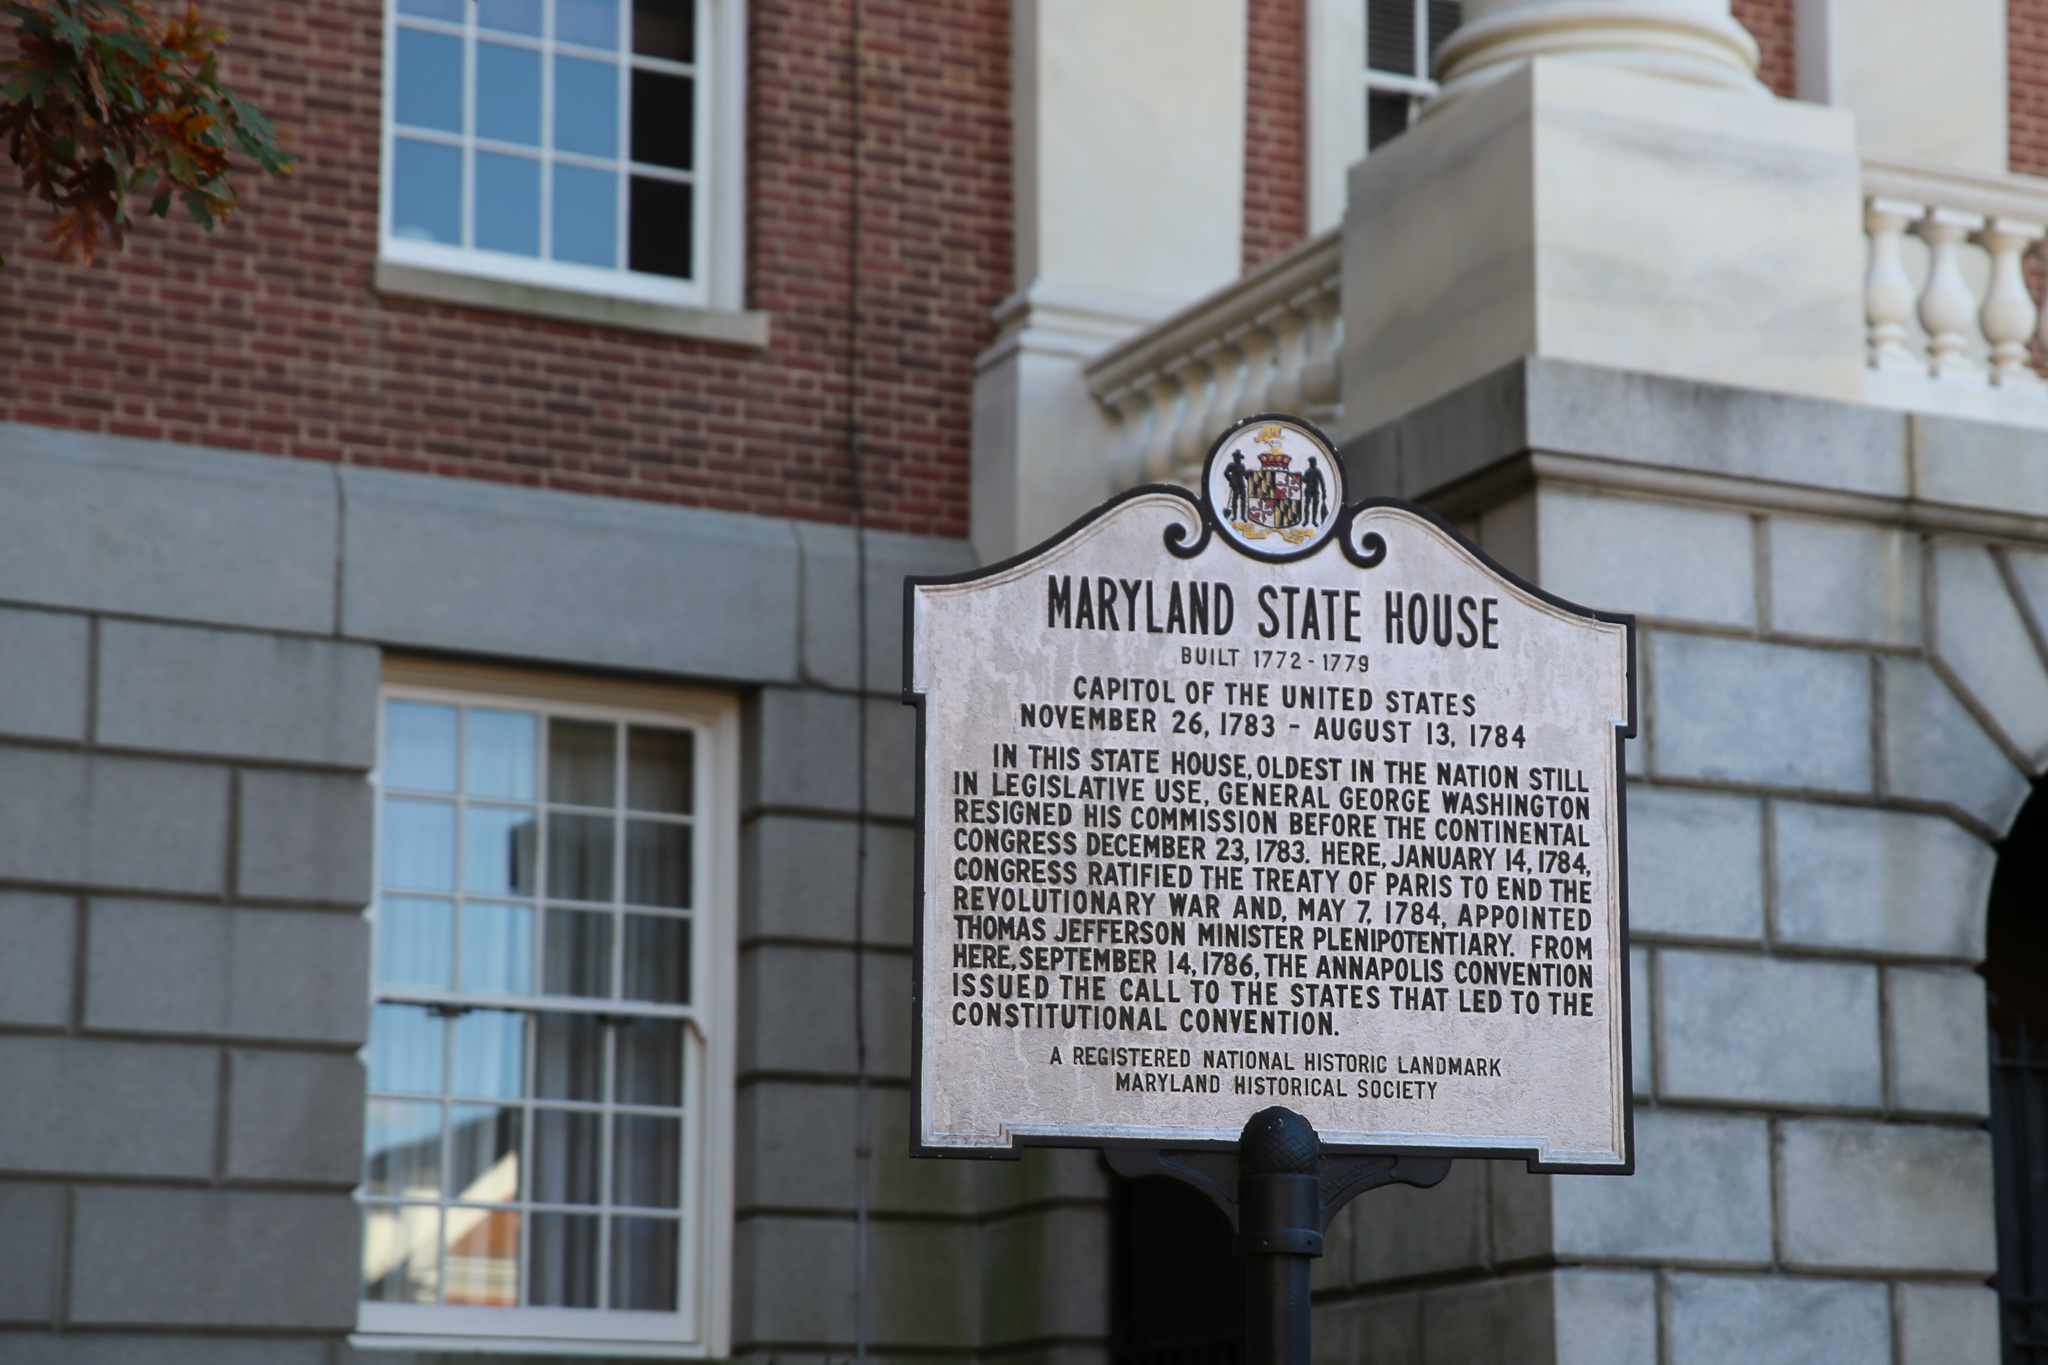 MARYLAND STATE HOUSE
BUILT 1772-1779
CAPITOL OF THE UNITED STATES
NOVEMBER 26, 1783 - AUGUST 13, 1784
IN THIS STATE HOUSE, OLDEST IN THE NATION STILL
IN LEGISLATIVE USE, GENERAL GEORGE WASHINGTON
RESIGNED HIS COMMISSION BEFORE THE CONTINENTAL
CONGRESS DECEMBER 23, 1783. HERE, JANUARY 14, 1784,
CONGRESS RATIFIED THE TREATY OF PARIS TO END THE
REVOLUTIONARY WAR AND, MAY 7, 1784, APPOINTED
THOMAS JEFFERSON MINISTER PLENIPOTENTIARY. FROM
HERE, SEPTEMBER 14, 1786, THE ANNAPOLIS CONVENTION
ISSUED THE CALL TO THE STATES THAT LED TO THE
CONSTITUTIONAL CONVENTION.
A REGISTERED NATIONAL HISTORIC LANDMARK
MARYLAND HISTORICAL SOCIETY